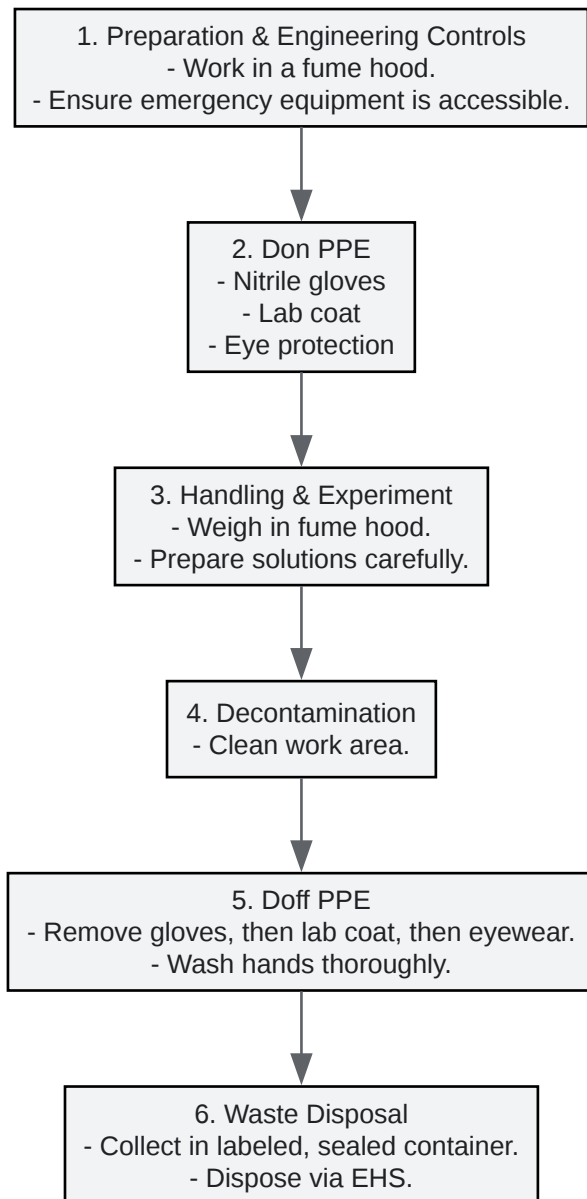 1. Preparation & Engineering Controls
- Work in a fume hood.
- Ensure emergency equipment is accessible.
2. Don PPE
- Nitrile gloves
- Lab coat
- Eye protection
3. Handling & Experiment
- Weigh in fume hood.
- Prepare solutions carefully.
4. Decontamination
- Clean work area.
5. Doff PPE
- Remove gloves, then lab coat, then eyewear.
- Wash hands thoroughly.
6. Waste Disposal
- Collect in labeled, sealed container.
- Dispose via EHS.